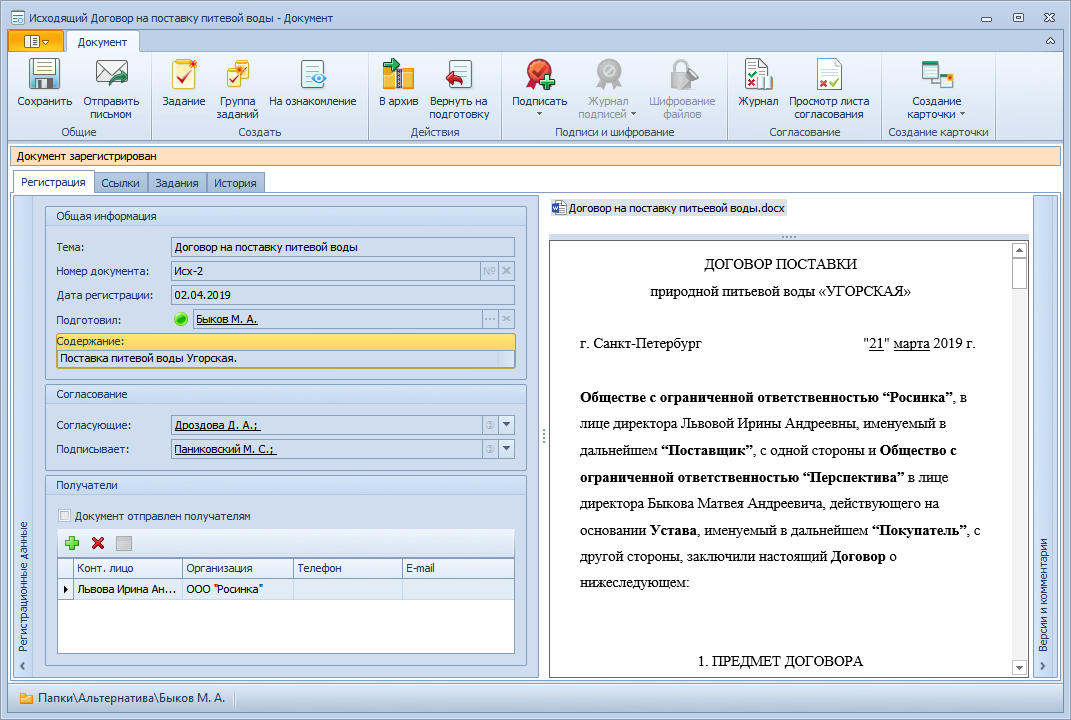 Исходящий Договор на поставку питевой воды - Документ
Документ
Сохранить
Отправить
письмом
Общие
Задание
Группа
заданий
На ознакомление
Создать
В архив
Вернуть на
подготовку
Действия
Подписать
Журнал
подписей
Шифрование
файлов
Подписи и шифрование
Журнал
Просмотр листа
согласования
Согласование
Создание
карточки
Создание карточки
Документ зарегистрирован
Регистрация
Ссылки
Задания
История
Регистрационные данные
Общая информация
Тема:
Договор на поставку питевой воды
Номер документа:
Исх-2
№
Дата регистрации:
02.04.2019
Подготовил:
Быков М. А.
Содержание:
Поставка питевой воды Угорская.
Согласование
Согласующие:
Дроздова Д. А.;
Подписывает:
Паниковский М. С.;
Получатели
Документ отправлен получателям
Конт. лицо
Организация
Телефон
E-mail
Львова Ирина Ан...
ООО "Росинка"
Договор на поставку питьевой воды.docx
ДОГОВОР ПОСТАВКИ
природной питьевой воды «УГОРСКАЯ»
г. Санкт-Петербург
"21" марта 2019 г.
Обществе с ограниченной ответственностью “Росинка”, в
лице директора Львовой Ирины Андреевны, именуемый в
дальнейшем “Поставщик”, с одной стороны и Общество с
ограниченной ответственностью “Перспектива” в лице
директора Быкова Матвея Андреевича, действующего на
основании Устава, именуемый в дальнейшем “Покупатель”, с
другой стороны, заключили настоящий Договор о
нижеследующем:
1. ПРЕДМЕТ ДОГОВОРА
Версии и комментарии
Папки\Альтернатива\Быков М. А.